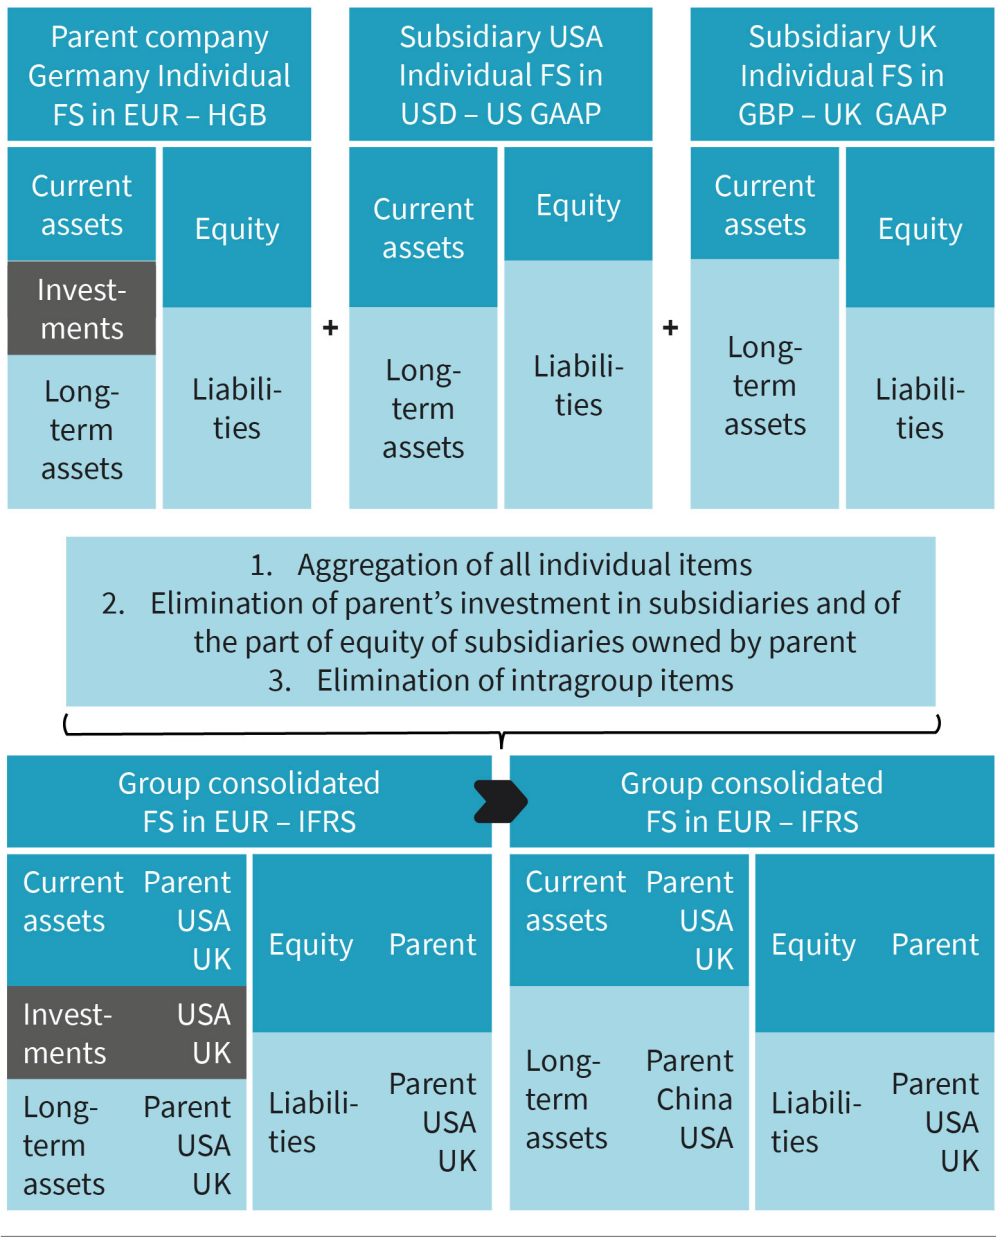 Parent company
Germany Individual
FS in EUR – HGB
Subsidiary USA
Individual FS in
USD – US GAAP
Subsidiary UK
Individual FS in
GBP – UK GAAP
Current
assets
Invest-
ments
Long-
term
assets
Equity
Liabili-
ties
+
Current
assets
Long-
term
assets
Equity
Liabili-
ties
+
Current
assets
Long-
term
assets
Equity
Liabili-
ties
1. Aggregation of all individual items
2. Elimination of parent’s investment in subsidiaries and of
the part of equity of subsidiaries owned by parent
3. Elimination of intragroup items
Group consolidated
FS in EUR – IFRS
Current Parent
assets USA
UK
Invest- USA
ments UK
Long- Parent
term USA
assets UK
Equity Parent
Parent
Liabili- USA
ties UK
Group consolidated
FS in EUR – IFRS
Current Parent
assets USA
UK
Long- Parent
term China
assets USA
Equity Parent
Parent
Liabili- USA
ties UK